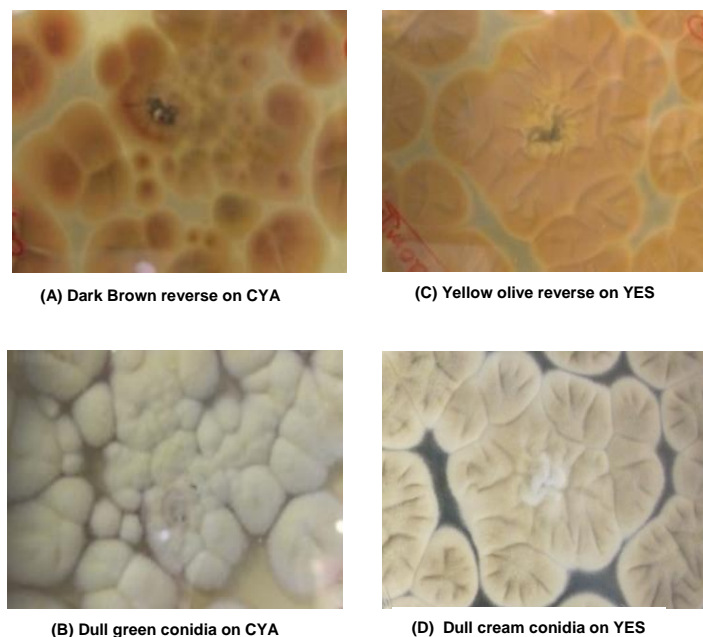 (A) Dark Brown reverse on CYA
(C) Yellow olive reverse on YES
(B) Dull green conidia on CYA
(D) Dull cream conidia on YES